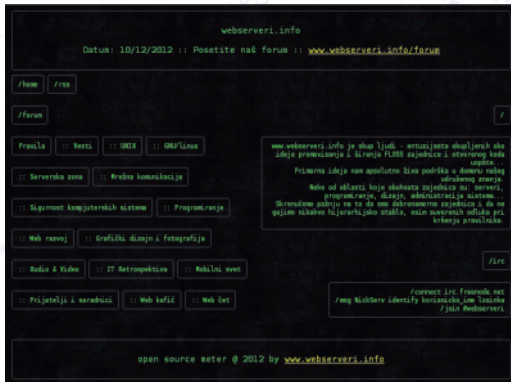 webserveri.info
Datum: 10/12/2012 :: Posetite naš forum :: www.webserveri.info/forum
/home
/rss
/forum
/
Pravila
:: Vesti
:: UNIX
:: GNU/linux
:: Serverska zona
:: Mrežna komunikacija
:: Sigurnost kompjuterskih sistema
:: Programiranje
:: Web razvoj
:: Grafički dizajn i fotografija
:: Audio & Video
:: IT Retrospektiva
:: Mobilni svet
:: Prijatelji i saradnici
:: Web kafić
:: Web čet
www.webserveri.info je skup ljudi - entuzijasta okupljenih oko
ideje promovisanja i širenja FLOSS zajednice i otvorenog koda
uopšte...
Primarna ideja nam apsolutno živa podrška u domenu našeg
udruženog znanja.
Neke od oblasti koje obuhvata zajednica su: serveri,
programiranje, dizajn, administracija sistema...
Skrenućemo pažnju na to da smo dobronamerna zajednica i da ne
gajimo nikakvo hijerarhijsko stablo, osim suverenih odluka pri
kršenju pravilnika.
/irc
/connect irc.freenode.net
/msg NickServ identify korisnicko_ime lozinka
/join #webserveri
open source meter @ 2012 by www.webserveri.info